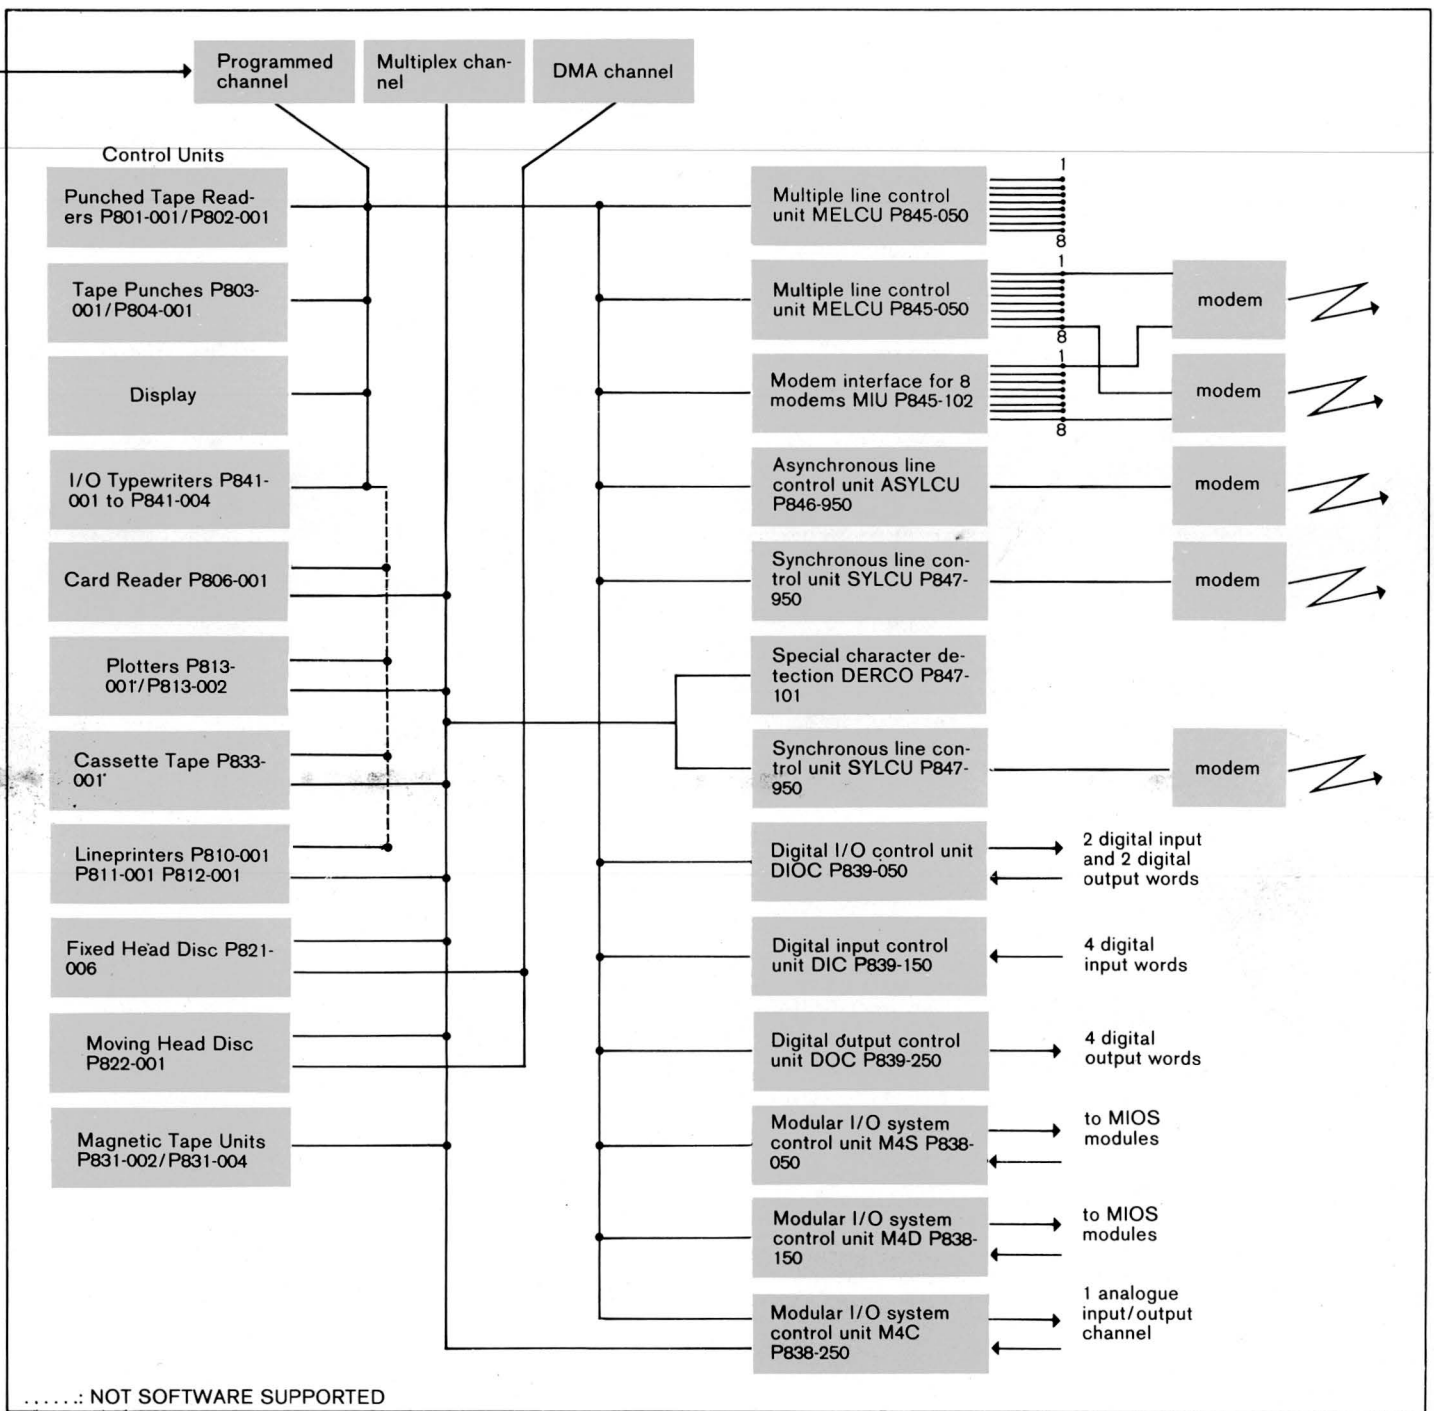 Programmed
channel
Multiplex chan-
nel
DMA channel
Control Units
Punched Tape Read-
ers P801-001/P802-001
Tape Punches P803-
001/P804-001
Display
I/O Typewriters P841-
001 to P841-004
Card Reader P806-001
Plotters P813-
001/P813-002
Cassette Tape P833-
001
Lineprinters P810-001
P811-001 P812-001
Fixed Head Disc P821-
006
Moving Head Disc
P822-001
Magnetic Tape Units
P831-002/P831-004
Multiple line control
unit MELCU P845-050
1
8
Multiple line control
unit MELCU P845-050
1
8
modem
Modem interface for 8
modems MIU P845-102
1
8
modem
Asynchronous line
control unit ASYLCU
P846-950
modem
Synchronous line con-
trol unit SYLCU P847-
950
modem
Special character de-
tection DERCO P847-
101
Synchronous line con-
trol unit SYLCU P847-
950
modem
Digital I/O control unit
DIOC P839-050
2 digital input
and 2 digital
output words
Digital input control
unit DIC P839-150
4 digital
input words
Digital output control
unit DOC P839-250
4 digital
output words
Modular I/O system
control unit M4S P838-
050
to MIOS
modules
Modular I/O system
control unit M4D P838-
150
to MIOS
modules
Modular I/O system
control unit M4C
P838-250
1 analogue
input/output
channel
......: NOT SOFTWARE SUPPORTED